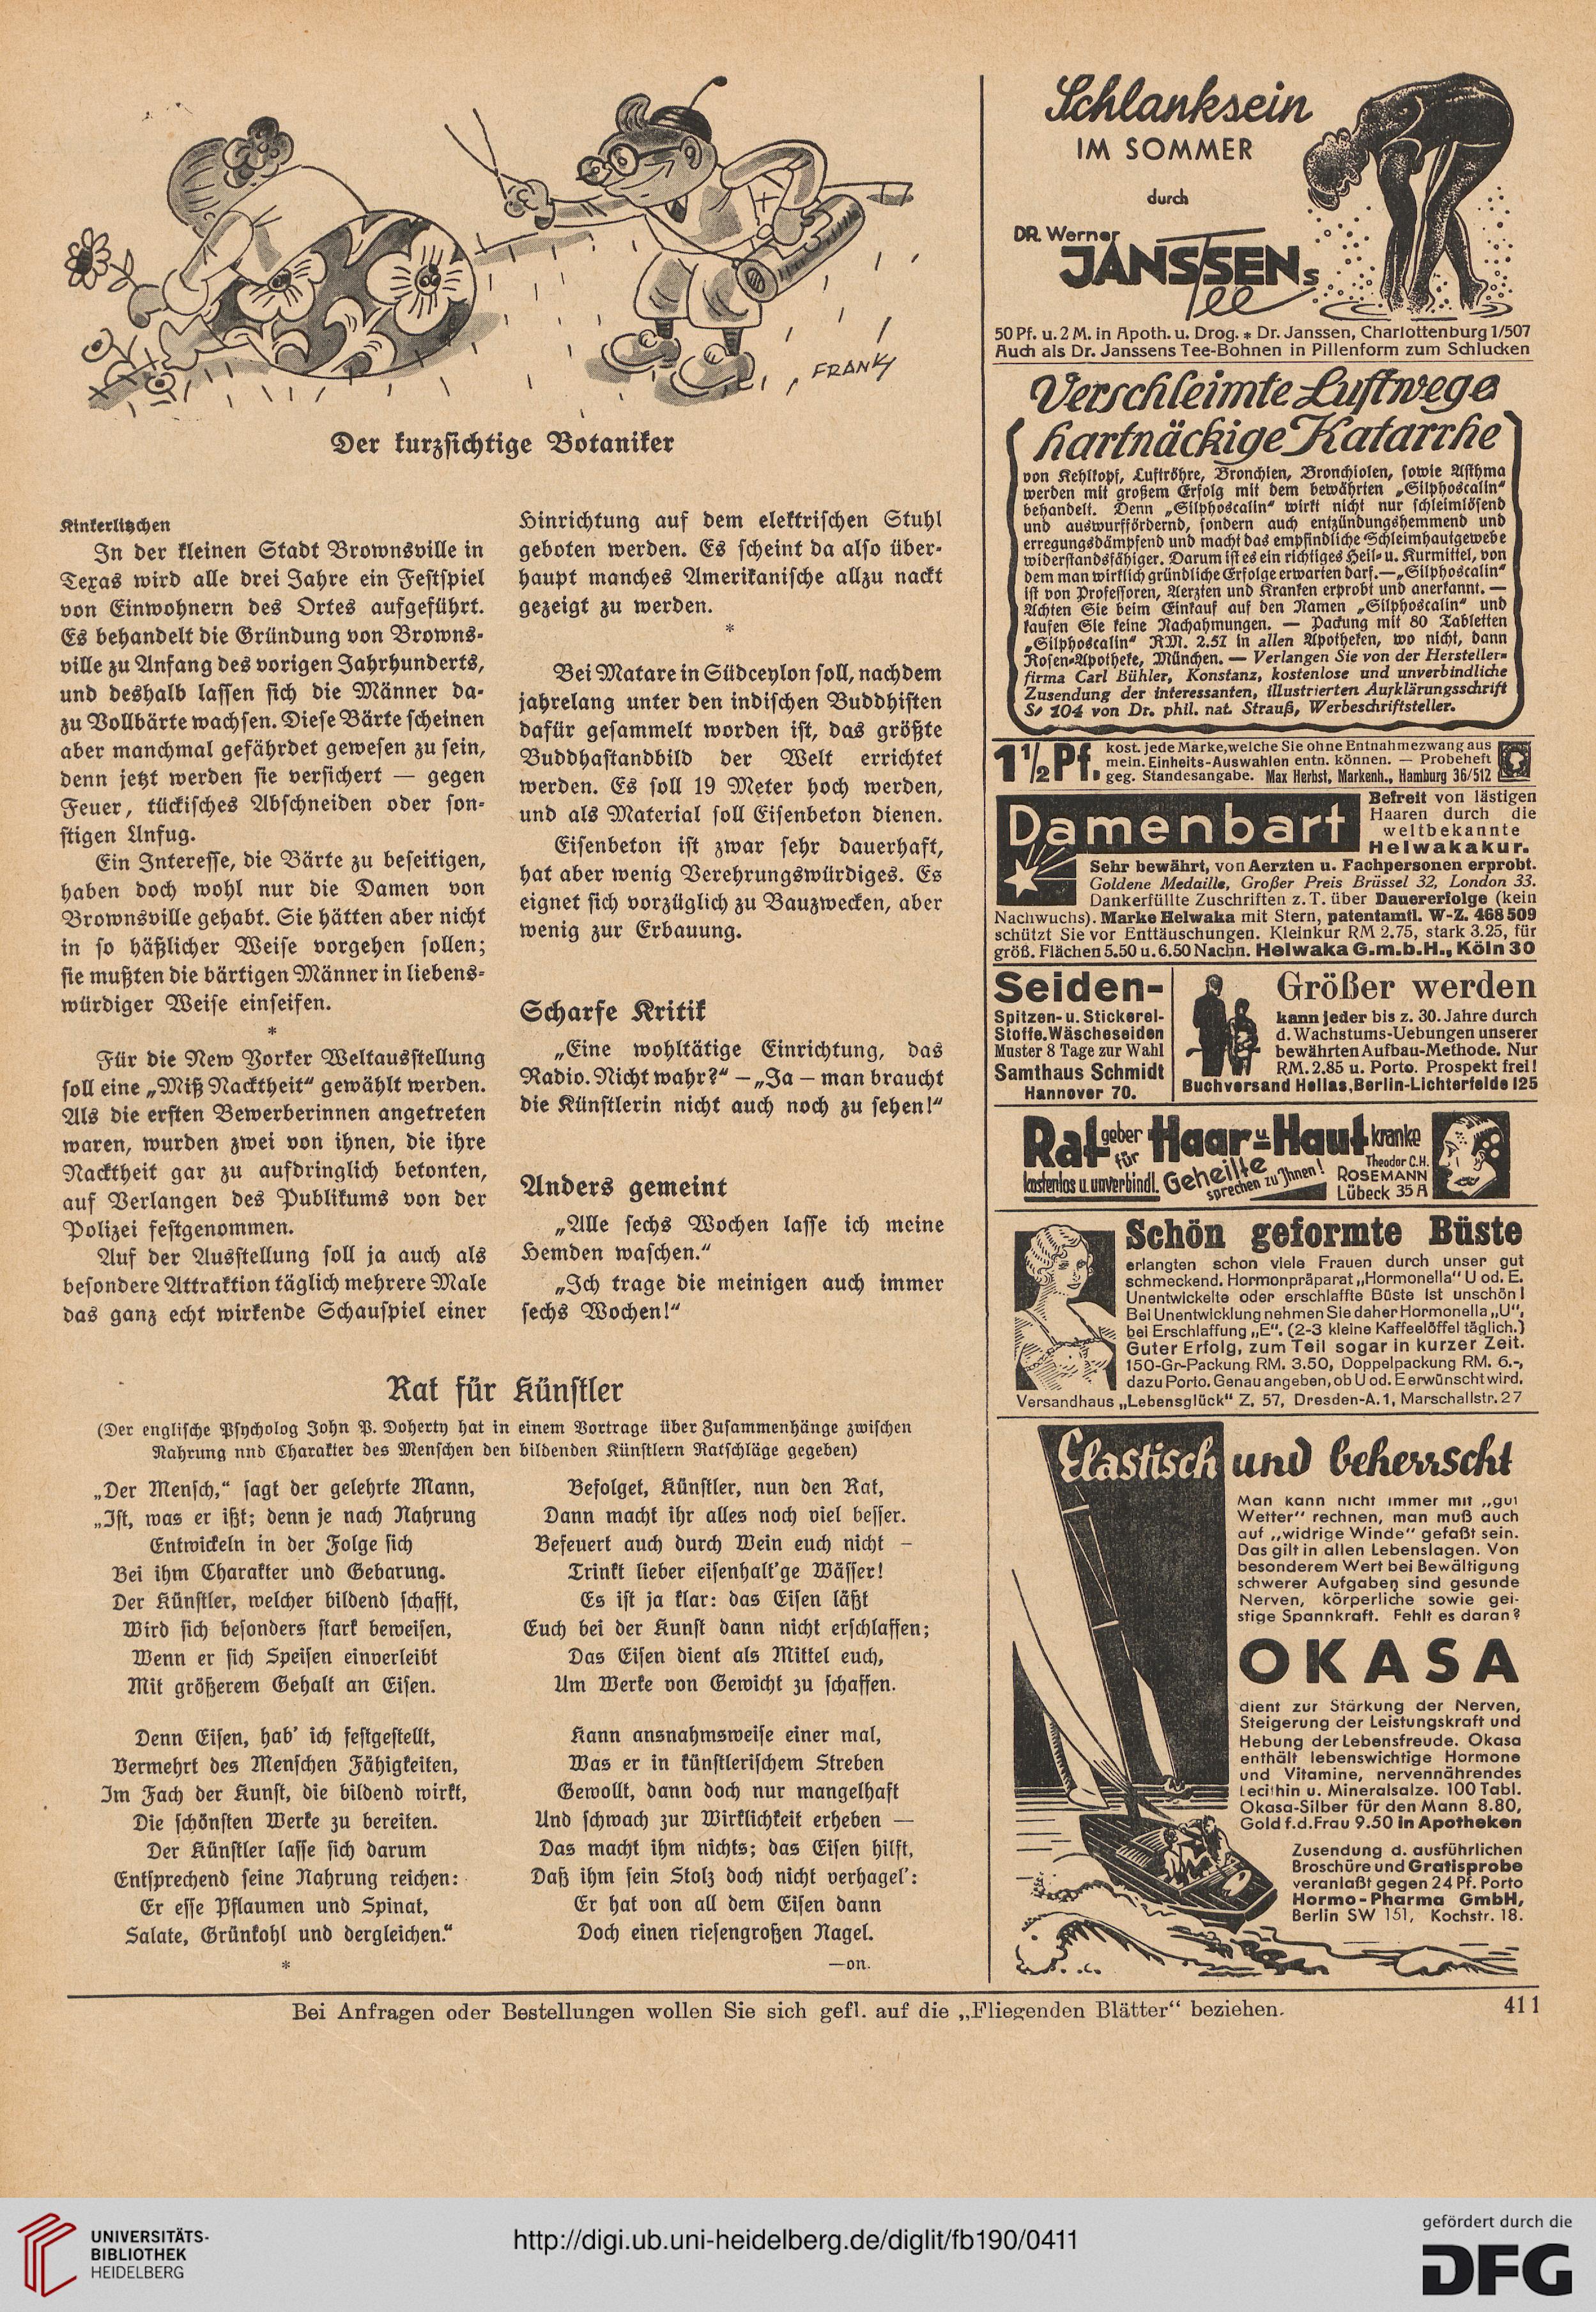 FRANK
Der kurzsichtige Botaniker
Kinkerlitzchen
In der kleinen Stadt Brownsville in
Texas wird alle drei Jahre ein Festspiel
von Einwohnern des Ortes aufgeführt.
Es behandelt die Gründung von Browns-
ville zu Anfang des vorigen Jahrhunderts,
und deshalb lassen sich die Männer da-
zu Vollbärte wachsen. Diese Bärte scheinen
aber manchmal gefährdet gewesen zu sein,
denn jetzt werden sie versichert — gegen
Feuer, tückisches Abschneiden oder son-
stigen Unfug.
Ein Interesse, die Bärte zu beseitigen,
haben doch wohl nur die Damen von
Brownsville gehabt. Sie hätten aber nicht
in so häßlicher Weise vorgehen sollen;
sie mußten die bärtigen Männer in liebens-
würdiger Weise einseifen.
*
Für die New Yorker Weltausstellung
soll eine „Miß Nacktheit“ gewählt werden.
Als die ersten Bewerberinnen angetreten
waren, wurden zwei von ihnen, die ihre
Nacktheit gar zu aufdringlich betonten,
auf Verlangen des Publikums von der
Polizei festgenommen.
Auf der Ausstellung soll ja auch als
besondere Attraktion täglich mehrere Male
das ganz echt wirkende Schauspiel einer
Hinrichtung auf dem elektrischen Stuhl
geboten werden. Es scheint da also über-
haupt manches Amerikanische allzu nackt
gezeigt zu werden.
*
Bei Matare in Südceylon soll, nachdem
jahrelang unter den indischen Buddhisten
dafür gesammelt worden ist, das größte
Buddhastandbild der Welt errichtet
werden. Es soll 19 Meter hoch werden,
und als Material soll Eisenbeton dienen.
Eisenbeton ist zwar sehr dauerhaft,
hat aber wenig Verehrungswürdiges. Es
eignet sich vorzüglich zu Bauzwecken, aber
wenig zur Erbauung.
Scharfe Kritik
„Eine wohltätige Einrichtung, das
Radio. Nicht wahr?“ – „Ja – man braucht
die Künstlerin nicht auch noch zu sehen!“
Anders gemeint
„Alle sechs Wochen lasse ich meine
Hemden waschen.“
„Ich trage die meinigen auch immer
sechs Wochen!“
Rat für Künstler
(Der englische Psycholog John P. Doherty hat in einem Vortrage über Zusammenhänge zwischen
Nahrung nnd Charakter des Menschen den bildenden Künstlern Ratschläge gegeben)
„Der Mensch,“ sagt der gelehrte Mann,
„Ist, was er ißt; denn je nach Nahrung
Entwickeln in der Folge sich
Bei ihm Charakter und Gebarung.
Der Künstler, welcher bildend schafft,
Wird sich besonders stark beweisen,
Wenn er sich Speisen einverleibt
Mit größerem Gehalt an Eisen.
Denn Eisen, hab' ich festgestellt,
Vermehrt des Menschen Fähigkeiten,
Im Fach der Kunst, die bildend wirkt,
Die schönsten Werke zu bereiten.
Der Künstler lasse sich darum
Entsprechend seine Nahrung reichen:
Er esse Pflaumen und Spinat,
Salate, Grünkohl und dergleichen.“
*
Befolget, Künstler, nun den Rat,
Dann macht ihr alles noch viel besser.
Befeuert auch durch Wein euch nicht –
Trinkt lieber eisenhalt'ge Wässer!
Es ist ja klar: das Eisen läßt
Euch bei der Kunst dann nicht erschlaffen;
Das Eisen dient als Mittel euch,
Um Werke von Gewicht zu schaffen.
Kann ansnahmsweise einer mal,
Was er in künstlerischem Streben
Gewollt, dann doch nur mangelhaft
Und schwach zur Wirklichkeit erheben —
Das macht ihm nichts; das Eisen hilft,
Daß ihm sein Stolz doch nicht verhagel':
Er hat von all dem Eisen dann
Doch einen riesengroßen Nagel.
—on.
Schlanksein
IM SOMMER
durch
DR. Werner
JANSSENs
Tee
50 Pf. u. 2 M. in Apoth. u. Drog. * Dr. Janssen, Charlottenburg 1/507
Auch als Dr. Janssens Tee-Bohnen in Pillenform zum Schlucken
Verschleimte Luftwege
hartnäckige Katarrhe
von Kehlkopf, Luftröhre, Bronchien, Bronchiolen, sowie Asthma
werden mit großem Erfolg mit dem bewährten „Silphoscalin“
behandelt. Denn „Silphoscalin“ wirkt nicht nur schleimlösend
und auswurffördernd, sondern auch entzündungshemmend und
erregungsdämpfend und macht das empfindliche Schleimhautgewebe
widerstandsfähiger. Darum ist es ein richtiges Heil- u. Kurmittel, von
dem man wirklich gründliche Erfolge erwarten darf. — „Silphoscalin“
ist von Professoren, Aerzten und Kranken erprobt und anerkannt. —
Achten Sie beim Einkauf auf den Namen „Silphoscalin“ und
kaufen Sie keine Nachahmungen. — Packung mit 80 Tabletten
„Silphoscalin“ RM. 2.57 in allen Apotheken, wo nicht, dann
Rosen-Apotheke, München. — Verlangen Sie von der Hersteller-
firma Carl Bühler, Konstanz, kostenlose und unverbindliche
Zusendung der interessanten, illustrierten Aufklärungsschrift
S/ 104 von Dr. phil. nat. Strauß, Werbeschriftsteller.
1½ Pf. kost. jede Marke, welche Sie ohne Entnahmezwang aus
mein. Einheits-Auswahlen entn. können. — Probeheft
geg. Standesangabe. Max Herbst, Markenh., Hamburg 36/512
Damenbart
Befreit von lästigen
Haaren durch die
weltbekannte
Helwakakur.
Sehr bewährt, von Aerzten u. Fachpersonen erprobt.
Goldene Medaille, Großer Preis Brüssel 32, London 33.
Dankerfüllte Zuschriften z. T. über Dauererfolge (kein
Nachwuchs). Marke Helwaka mit Stern, patentamtl. W-Z. 468 509
schützt Sie vor Enttäuschungen. Kleinkur RM 2.75, stark 3.25, für
größ. Flächen 5.50 u. 6.50 Nachn. Helwaka G.m.b.H., Köln 30
Seiden-
Spitzen- u. Stickerei-
Stoffe. Wäscheseiden
Muster 8 Tage zur Wahl
Samthaus Schmidt
Hannover 70.
Größer werden
kann jeder bis z. 30. Jahre durch
d. Wachstums-Uebungen unserer
bewährten Aufbau-Methode. Nur
RM. 2.85 u. Porto. Prospekt frei!
Buchversand Hellas, Berlin-Lichterfelde 125
Ratgeber für Haar- u. Hautkranke
kostenlos u. unverbindl. Geheilte sprechen zu Ihnen!
Theodor C.H.
ROSEMANN
Lübeck 35 A
Schön geformte Büste
erlangten schon viele Frauen durch unser gut
schmeckend. Hormonpräparat „Hormonella“ U od. E.
Unentwickelte oder erschlaffte Büste ist unschön!
Bei Unentwicklung nehmen Sie daher Hormonella „U“,
bei Erschlaffung „E“. (2-3 kleine Kaffeelöffel täglich.)
Guter Erfolg, zum Teil sogar in kurzer Zeit.
150-Gr-Packung RM. 3.50, Doppelpackung RM. 6.-,
dazu Porto. Genau angeben, ob U od. E erwünscht wird.
Versandhaus „Lebensglück“ Z, 57, Dresden-A. 1, Marschallstr. 27
Elastisch und beherrscht
Man kann nicht immer mit „gut
Wetter“ rechnen, man muß auch
auf „widrige Winde“ gefaßt sein.
Das gilt in allen Lebenslagen. Von
besonderem Wert bei Bewältigung
schwerer Aufgaben sind gesunde
Nerven, körperliche sowie gei-
stige Spannkraft. Fehlt es daran?
OKASA
dient zur Stärkung der Nerven,
Steigerung der Leistungskraft und
Hebung der Lebensfreude. Okasa
enthält lebenswichtige Hormone
und Vitamine, nervennährendes
Lecithin u. Mineralsalze. 100 Tabl.
Okasa-Silber für den Mann 8.80,
Gold f. d. Frau 9.50 in Apotheken
Zusendung d. ausführlichen
Broschüre und Gratisprobe
veranlaßt gegen 24 Pf. Porto
Hormo-Pharma GmbH,
Berlin SW 151, Kochstr. 18.
Bei Anfragen oder Bestellungen wollen Sie sich gefl. auf die „Fliegenden Blätter“ beziehen.
411
UNIVERSITÄTS-
BIBLIOTHEK
HEIDELBERG
http://digi.ub.uni-heidelberg.de/diglit/fb190/0411
gefördert durch die
DFG